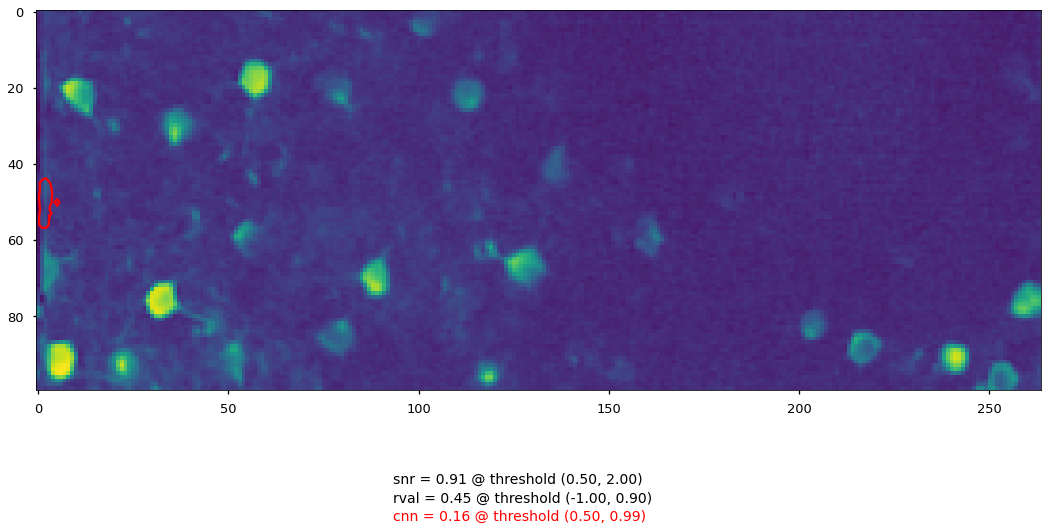 0
20
40
60
80
0 50 100 150 200 250
snr = 0.91 @ threshold (0.50, 2.00)
rval = 0.45 @ threshold (-1.00, 0.90)
cnn = 0.16 @ threshold (0.50, 0.99)